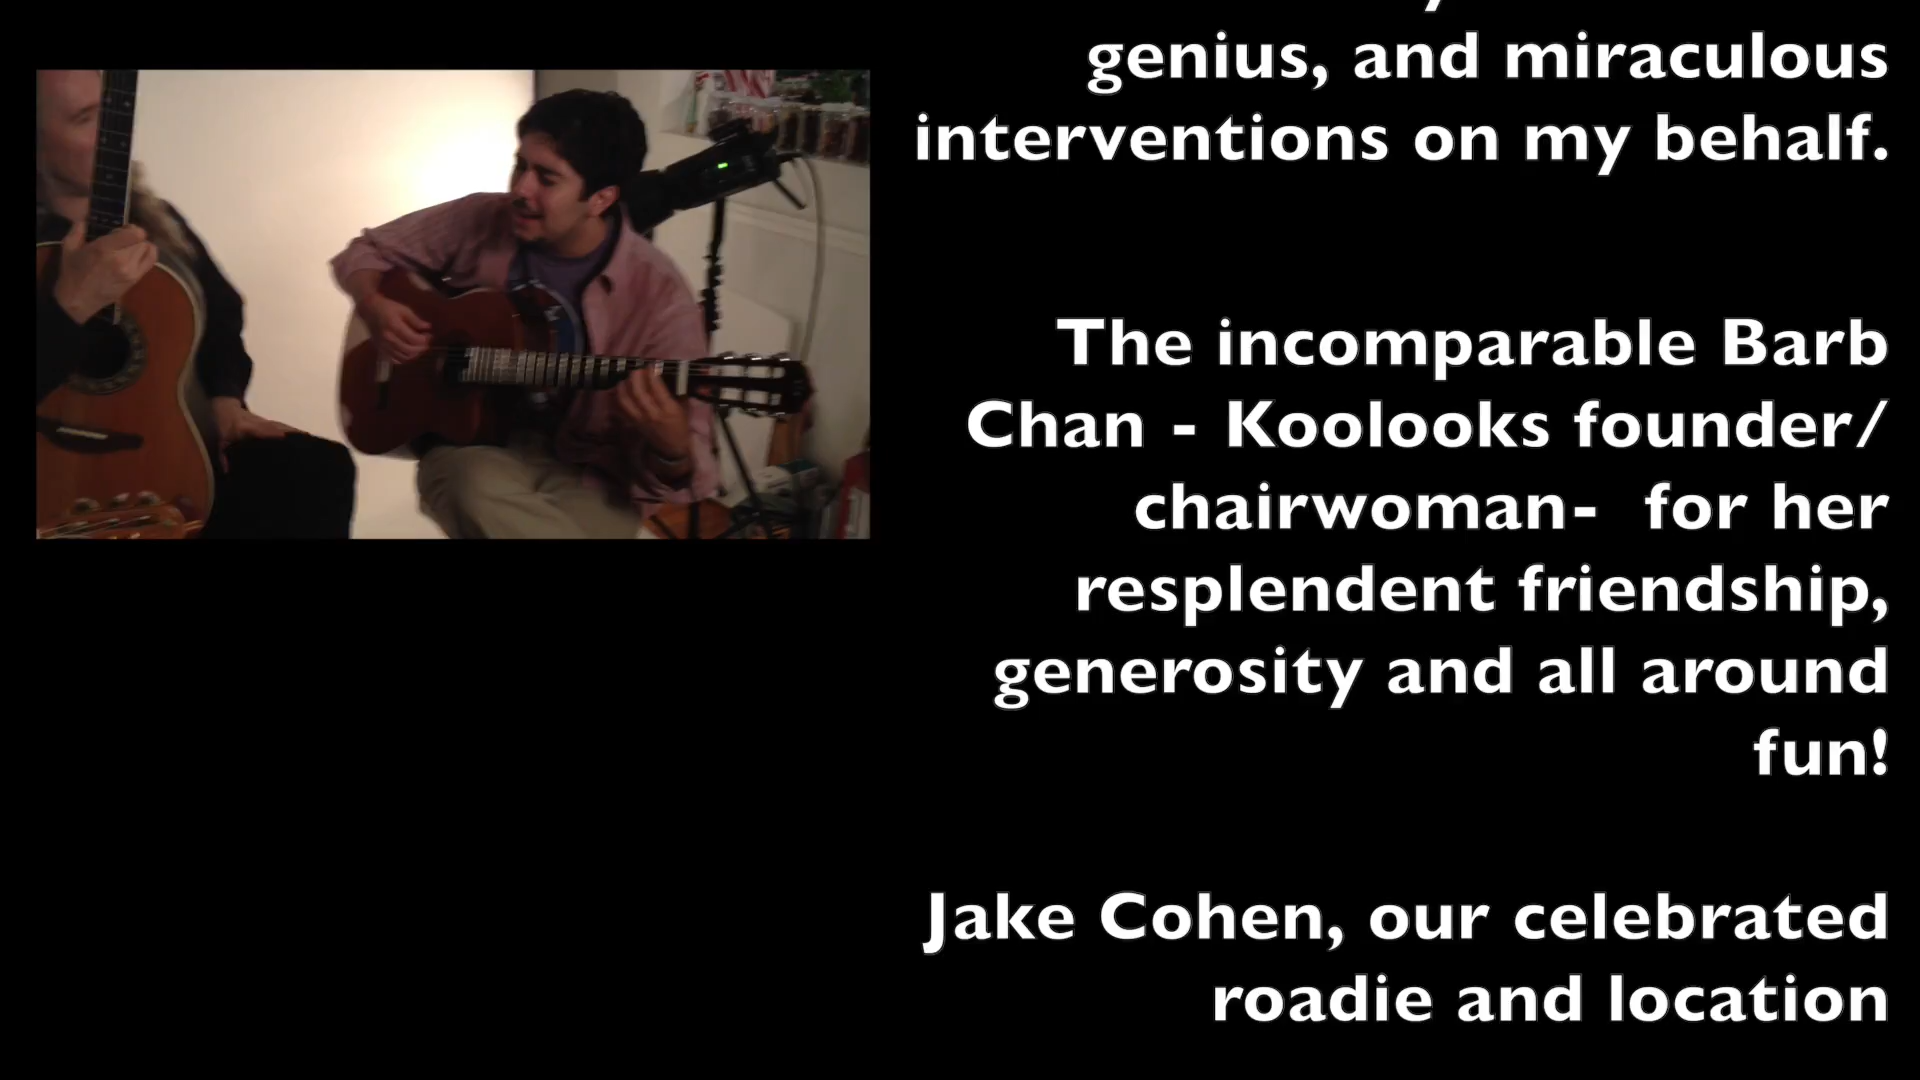 genius, and miraculous
interventions on my behalf.
The incomparable Barb
Chan - Koolooks founder/
chairwoman-  for her
resplendent friendship,
generosity and all around
fun!
Jake Cohen, our celebrated
roadie and location